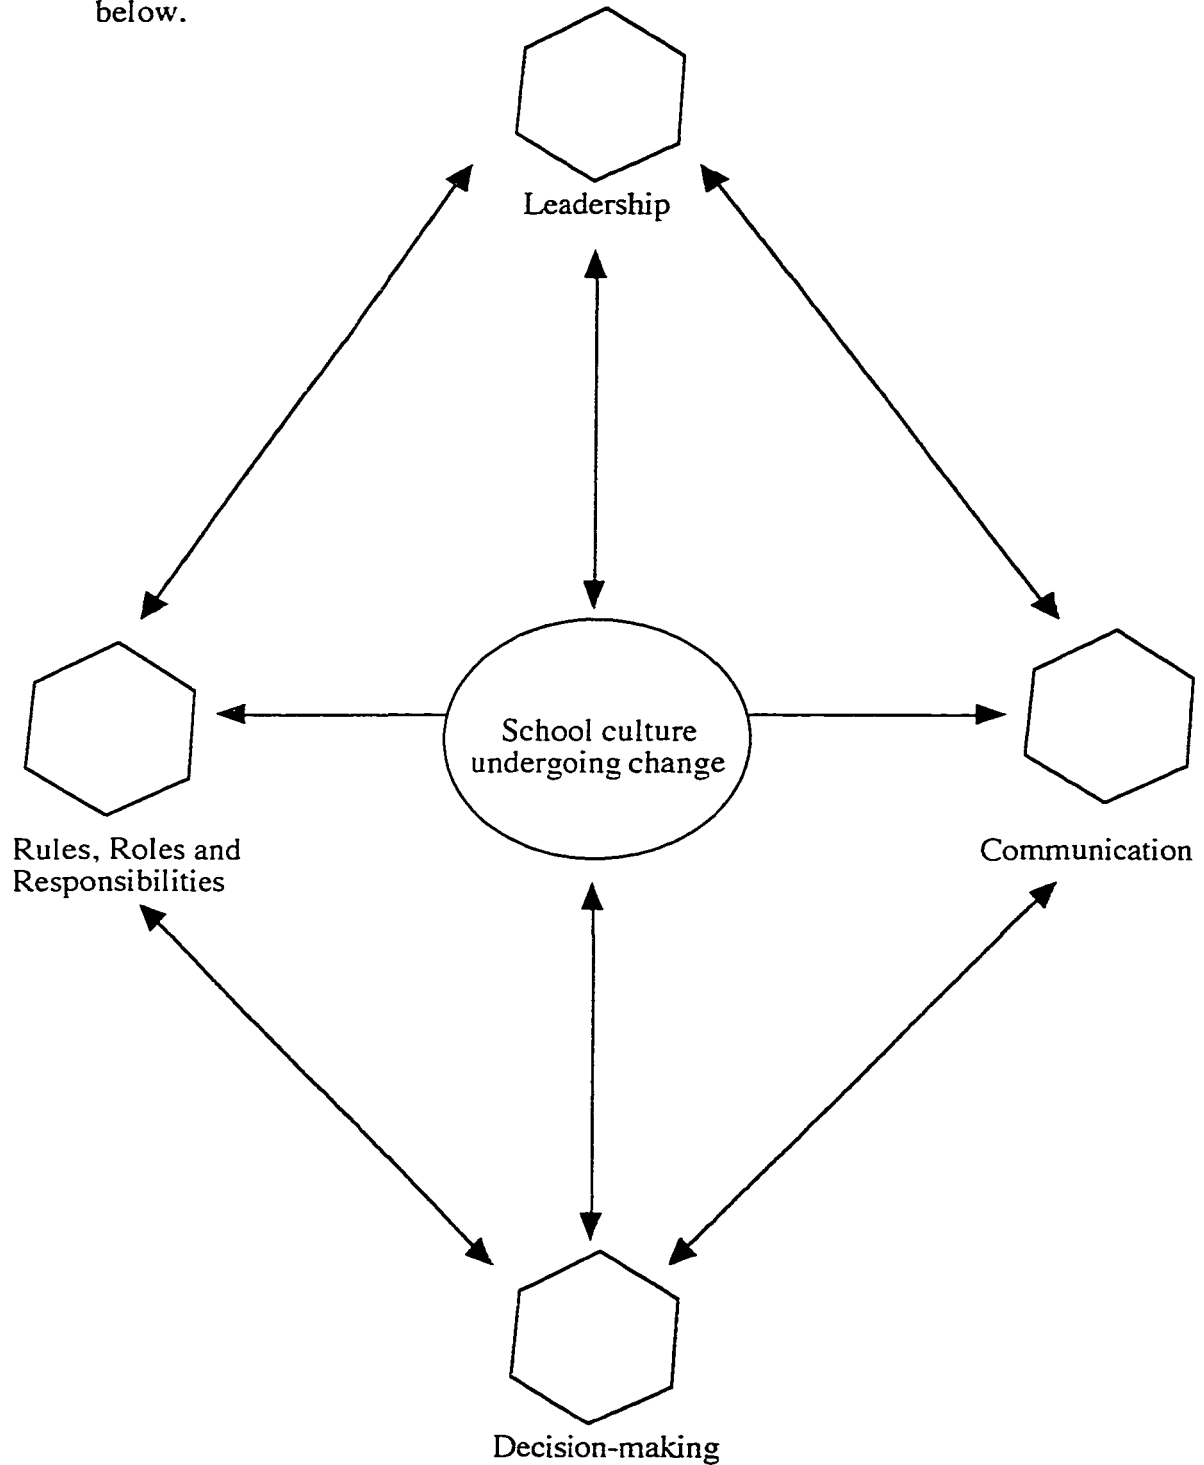 below.
Leadership
School culture
undergoing change
Rules, Roles and
Responsibilities
Communication
Decision-making